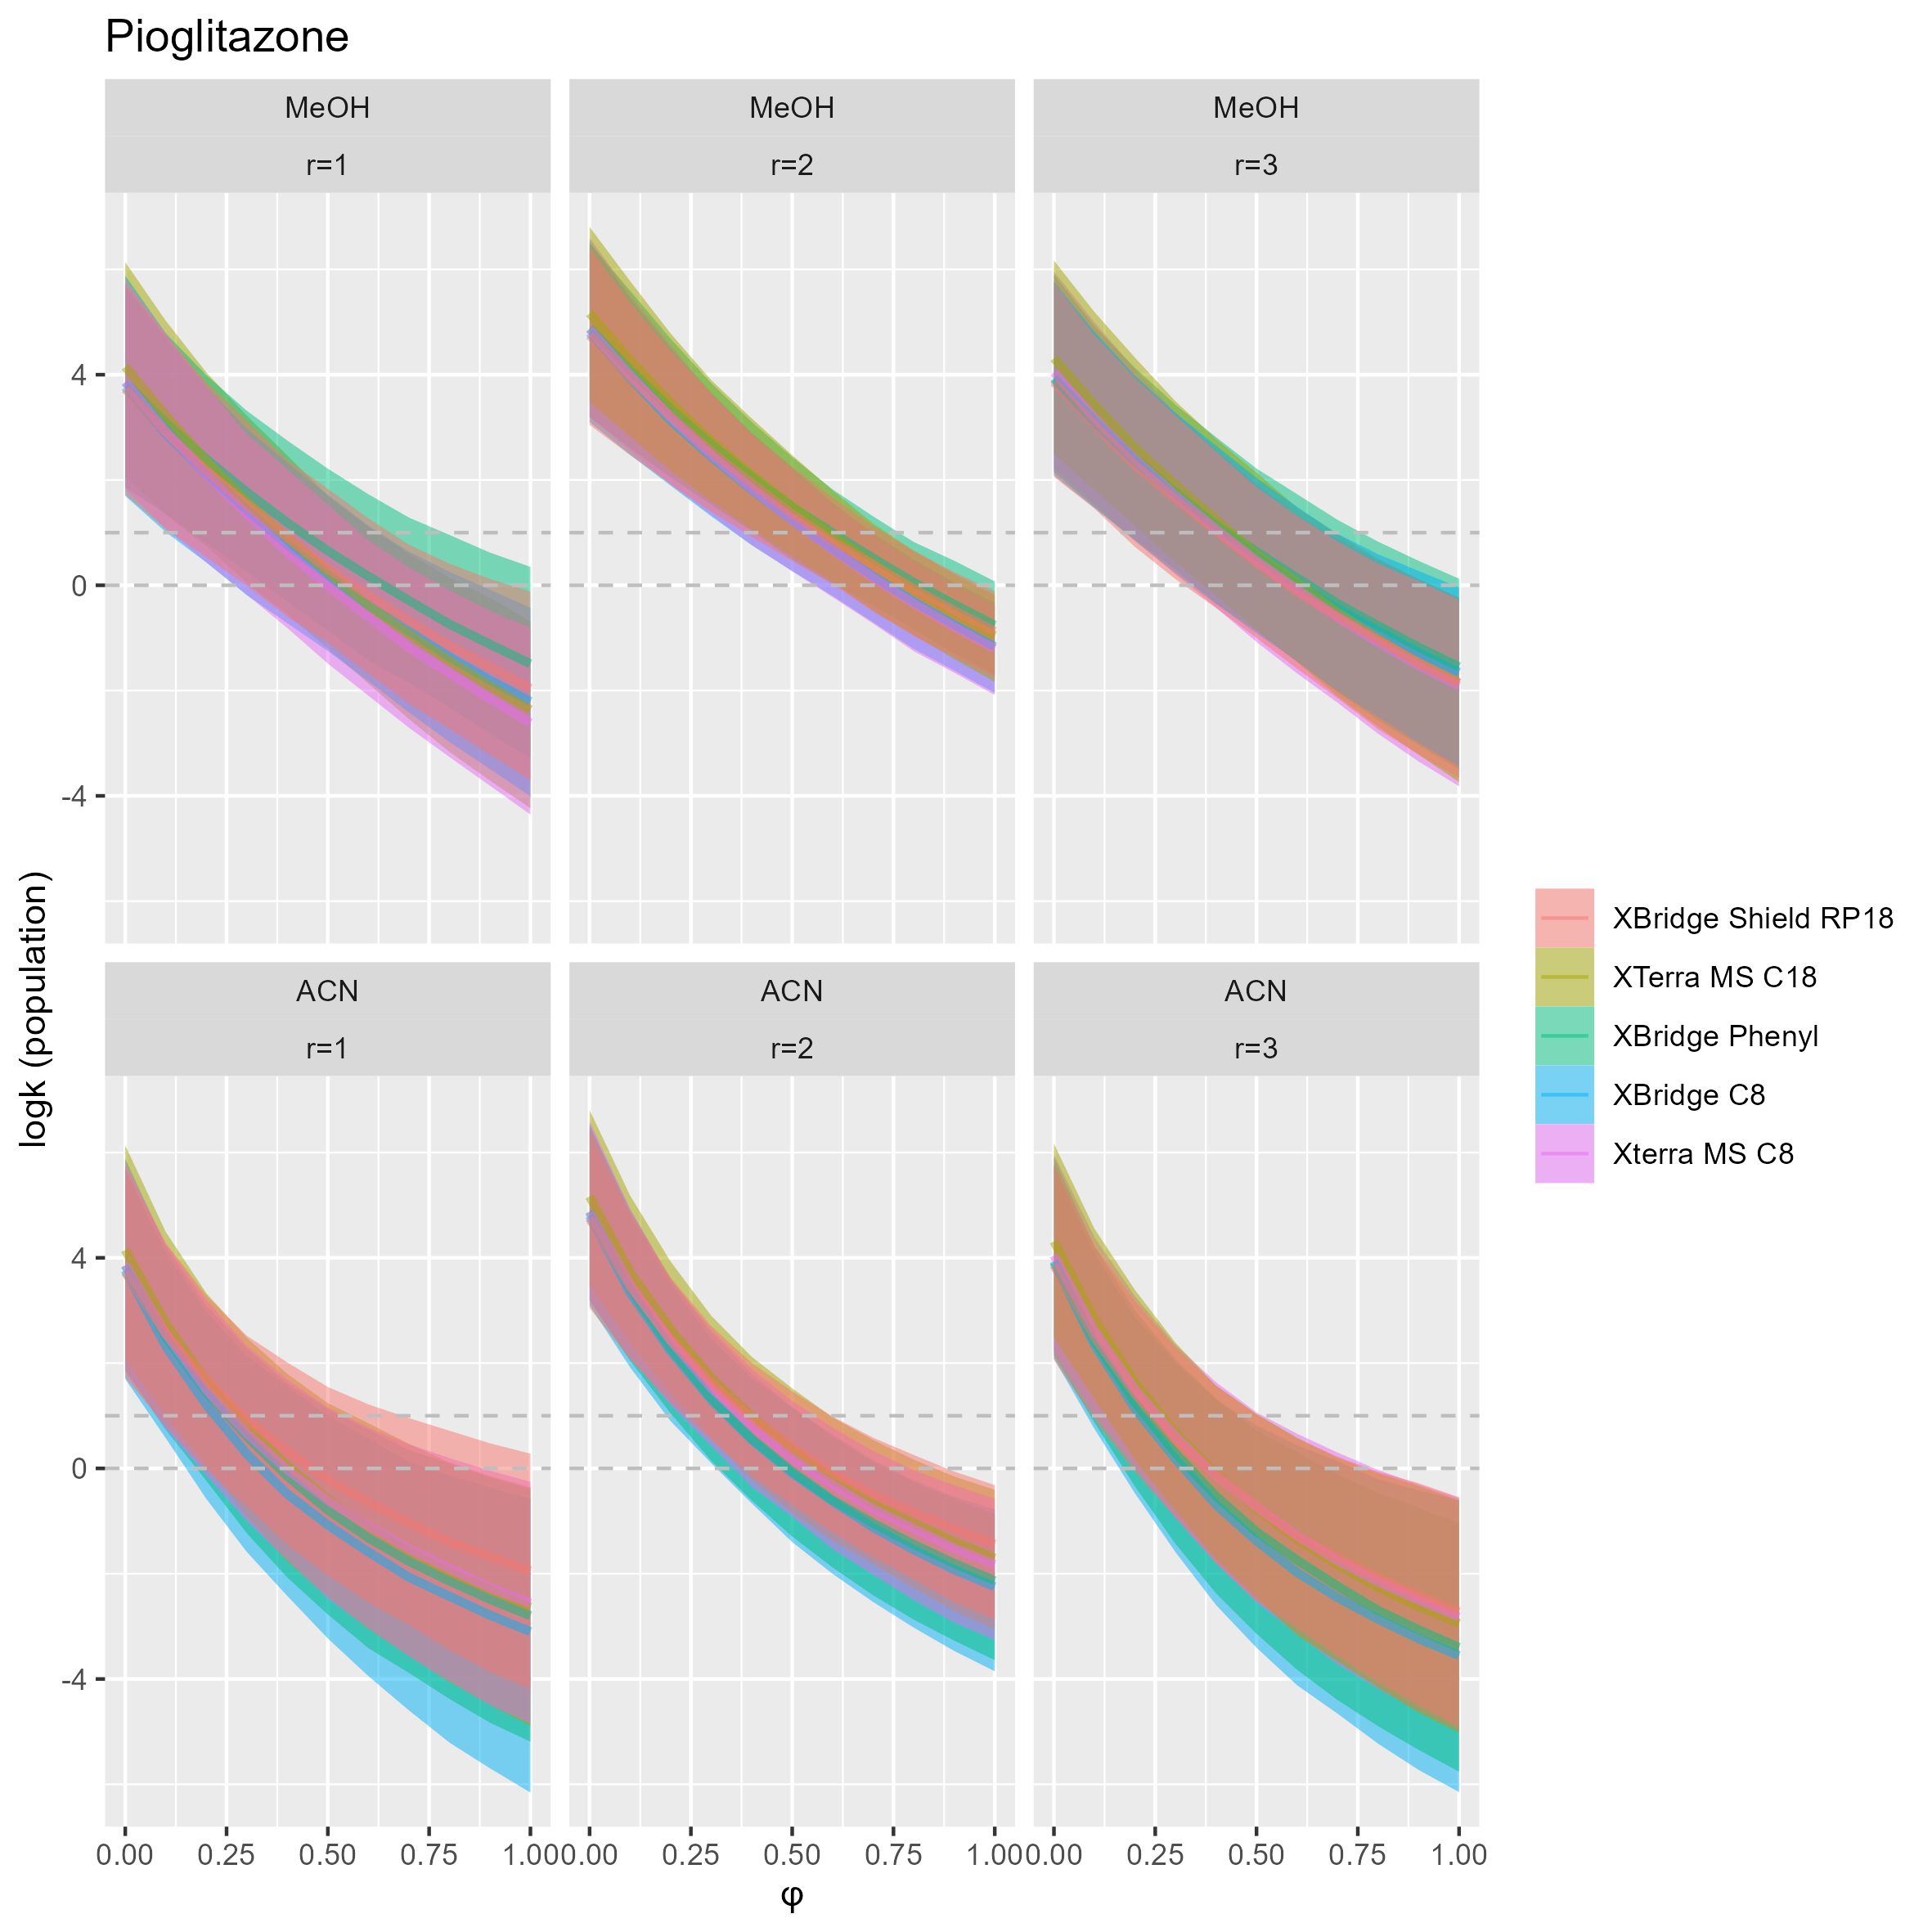 Pioglitazone
MeOH MeOH MeOH
r=1 r=2 r=3
4
0
-4
logk (population)
ACN ACN ACN
r=1 r=2 r=3
4
0
-4
0.00 0.25 0.50 0.75 1.00 0.00 0.25 0.50 0.75 1.00 0.00 0.25 0.50 0.75 1.00
φ
XBridge Shield RP18
XTerra MS C18
XBridge Phenyl
XBridge C8
Xterra MS C8